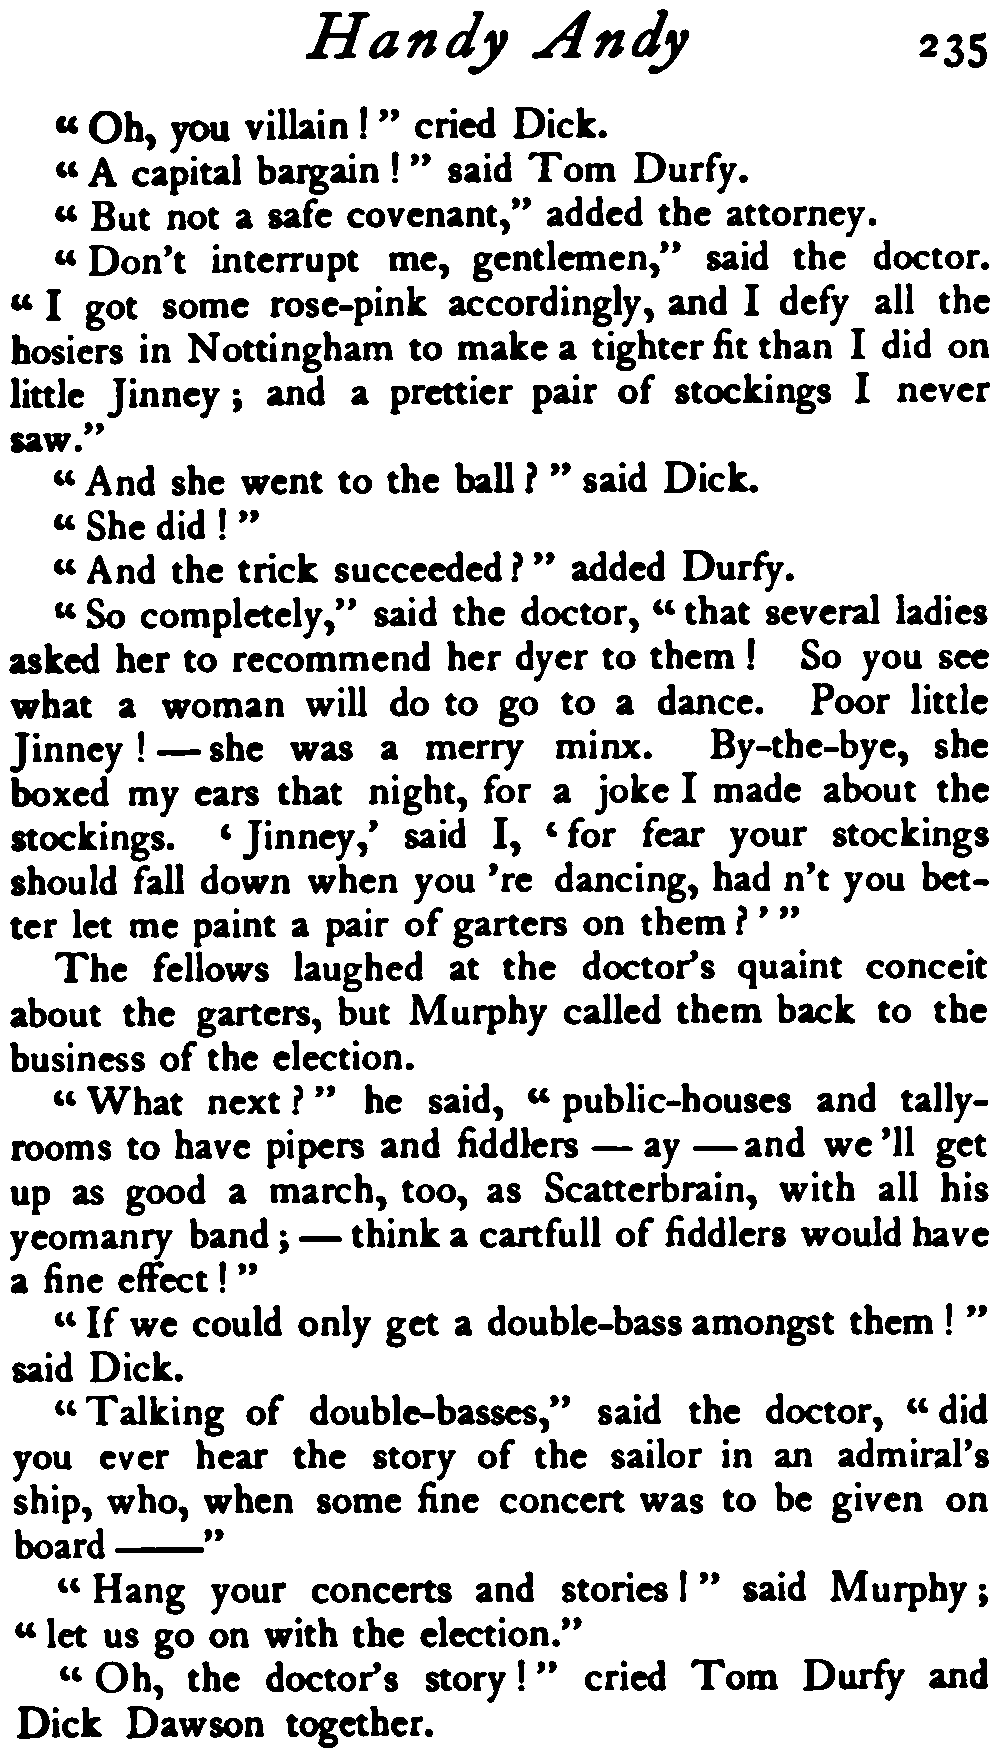 Handy Andy 235
“Oh, you villain!” cried Dick.
“A capital bargain!” said Tom Durfy.
“But not a safe covenant,” added the attorney.
“Don't interrupt me, gentlemen,” said the doctor.
“I got some rose-pink accordingly, and I defy all the
hosiers in Nottingham to make a tighter fit than I did on
little Jinney; and a prettier pair of stockings I never
saw.”
“And she went to the ball?” said Dick.
“She did!”
“And the trick succeeded?” added Durfy.
“So completely,” said the doctor, “that several ladies
asked her to recommend her dyer to them! So you see
what a woman will do to go to a dance. Poor little
Jinney!—she was a merry minx. By-the-bye, she
boxed my ears that night, for a joke I made about the
stockings. ‘Jinney,’ said I, ‘for fear your stockings
should fall down when you 're dancing, had n't you bet-
ter let me paint a pair of garters on them?’”
The fellows laughed at the doctor's quaint conceit
about the garters, but Murphy called them back to the
business of the election.
“What next?” he said, “public-houses and tally-
rooms to have pipers and fiddlers — ay — and we 'll get
up as good a march, too, as Scatterbrain, with all his
yeomanry band; — think a cartfull of fiddlers would have
a fine effect!”
“If we could only get a double-bass amongst them!”
said Dick.
“Talking of double-basses,” said the doctor, “did
you ever hear the story of the sailor in an admiral's
ship, who, when some fine concert was to be given on
board ——”
“Hang your concerts and stories!” said Murphy;
“let us go on with the election.”
“Oh, the doctor's story!” cried Tom Durfy and
Dick Dawson together.